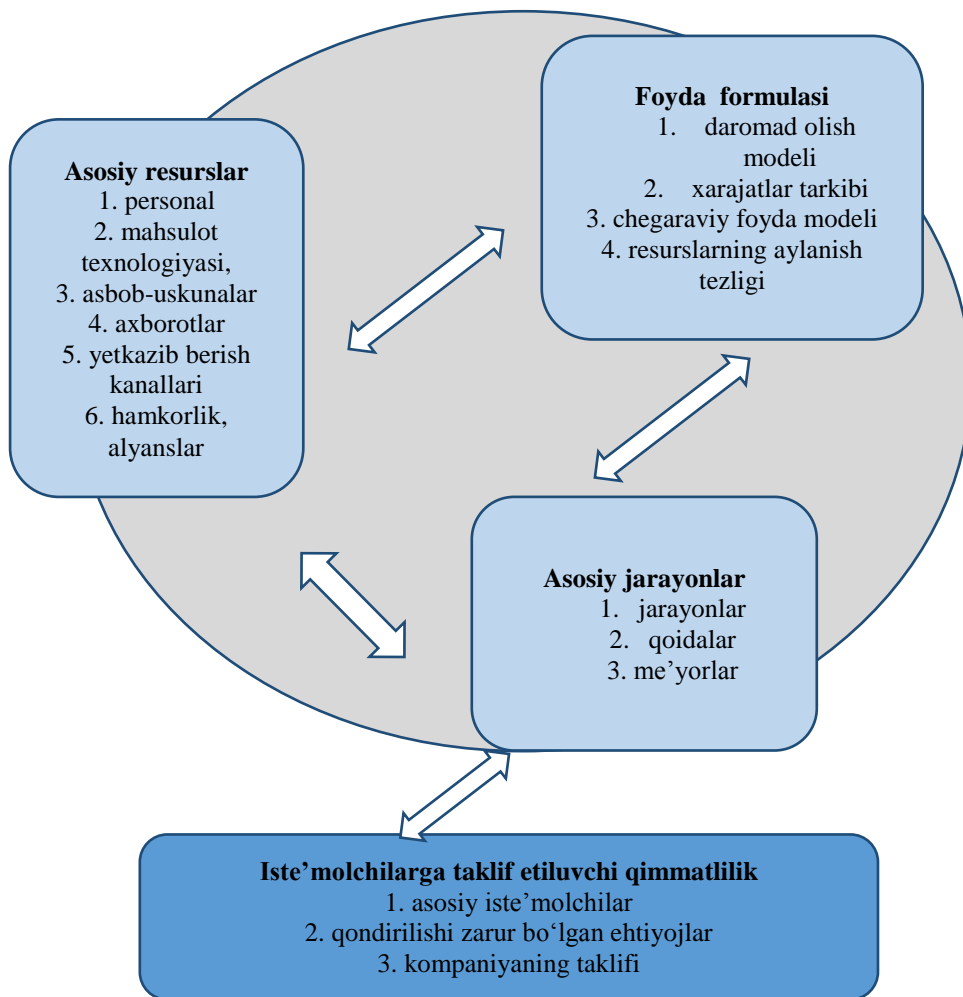 Foyda formulasi
1. daromad olish
modeli
2. xarajatlar tarkibi
3. chegaraviy foyda modeli
4. resurslarning aylanish
tezligi
Asosiy resurslar
1. personal
2. mahsulot
texnologiyasi,
3. asbob-uskunalar
4. axborotlar
5. yetkazib berish
kanallari
6. hamkorlik,
alyanslar
Asosiy jarayonlar
1. jarayonlar
2. qoidalar
3. me’yorlar
Iste’molchilarga taklif etiluvchi qimmatlilik
1. asosiy iste’molchilar
2. qondirilishi zarur bo‘lgan ehtiyojlar
3. kompaniyaning taklifi